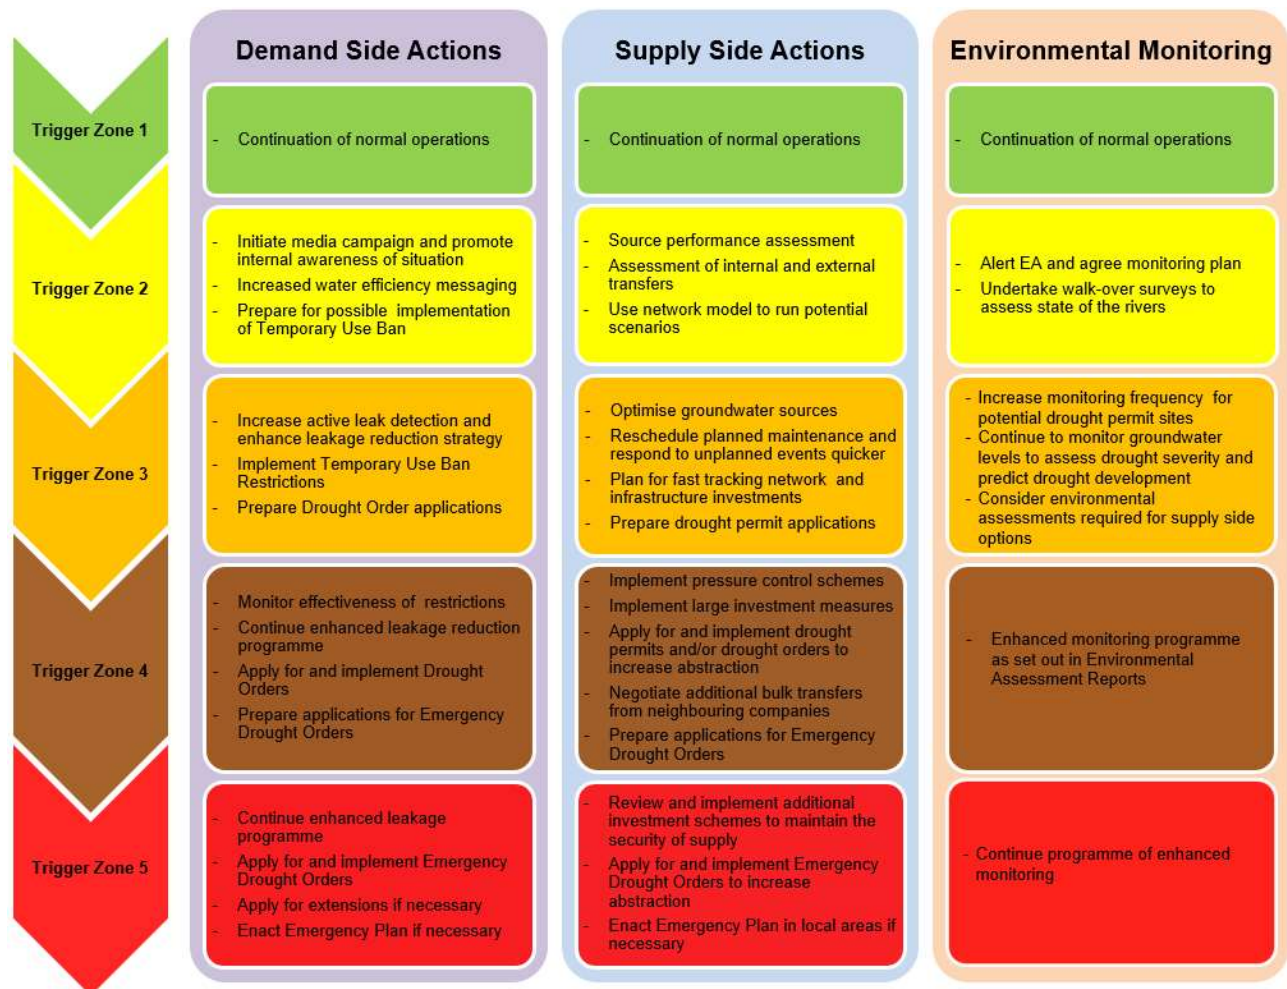 Demand Side Actions
Supply Side Actions
Environmental Monitoring
Trigger Zone 1
- Continuation of normal operations
- Continuation of normal operations
- Continuation of normal operations
Trigger Zone 2
- Initiate media campaign and promote
internal awareness of situation
- Increased water efficiency messaging
- Prepare for possible implementation
of Temporary Use Ban
- Source performance assessment
- Assessment of internal and external
transfers
- Use network model to run potential
scenarios
- Alert EA and agree monitoring plan
- Undertake walk-over surveys to
assess state of the rivers
Trigger Zone 3
- Increase active leak detection and
enhance leakage reduction strategy
- Implement Temporary Use Ban
Restrictions
- Prepare Drought Order applications
- Optimise groundwater sources
- Reschedule planned maintenance and
respond to unplanned events quicker
- Plan for fast tracking network and
infrastructure investments
- Prepare drought permit applications
- Increase monitoring frequency for
potential drought permit sites
- Continue to monitor groundwater
levels to assess drought severity and
predict drought development
- Consider environmental
assessments required for supply side
options
Trigger Zone 4
- Monitor effectiveness of restrictions
- Continue enhanced leakage reduction
programme
- Apply for and implement Drought
Orders
- Prepare applications for Emergency
Drought Orders
- Implement pressure control schemes
- Implement large investment measures
- Apply for and implement drought
permits and/or drought orders to
increase abstraction
- Negotiate additional bulk transfers
from neighbouring companies
- Prepare applications for Emergency
Drought Orders
- Enhanced monitoring programme
as set out in Environmental
Assessment Reports
Trigger Zone 5
- Continue enhanced leakage
programme
- Apply for and implement Emergency
Drought Orders
- Apply for extensions if necessary
- Enact Emergency Plan if necessary
- Review and implement additional
investment schemes to maintain the
security of supply
- Apply for and implement Emergency
Drought Orders to increase
abstraction
- Enact Emergency Plan in local areas if
necessary
- Continue programme of enhanced
monitoring